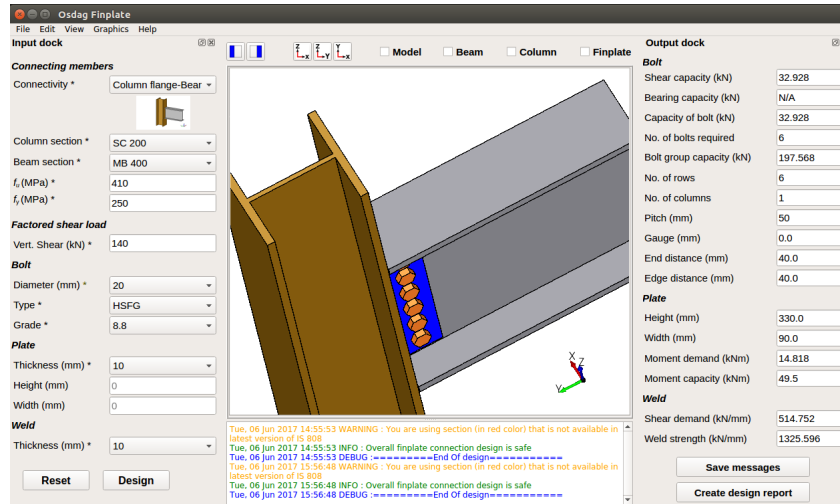 Osdag Finplate
File Edit View Graphics Help
Input dock
Connecting members
Connectivity * Column flange-Bear
Column section * SC 200
Beam section * MB 400
fu (MPa) * 410
fy (MPa) * 250
Factored shear load
Vert. Shear (kN) * 140
Bolt
Diameter (mm) * 20
Type * HSFG
Grade * 8.8
Plate
Thickness (mm) * 10
Height (mm) 0
Width (mm) 0
Weld
Thickness (mm) * 10
Reset Design
Z x Z Y Y x Model Beam Column Finplate
X Z
Y
Tue, 06 Jun 2017 14:55:53 WARNING : You are using section (in red color) that is not available in
latest version of IS 808
Tue, 06 Jun 2017 14:55:53 INFO : Overall finplate connection design is safe
Tue, 06 Jun 2017 14:55:53 DEBUG :=========End Of design===========
Tue, 06 Jun 2017 15:56:48 WARNING : You are using section (in red color) that is not available in
latest version of IS 808
Tue, 06 Jun 2017 15:56:48 INFO : Overall finplate connection design is safe
Tue, 06 Jun 2017 15:56:48 DEBUG :=========End Of design===========
Output dock
Bolt
Shear capacity (kN) 32.928
Bearing capacity (kN) N/A
Capacity of bolt (kN) 32.928
No. of bolts required 6
Bolt group capacity (kN) 197.568
No. of rows 6
No. of columns 1
Pitch (mm) 50
Gauge (mm) 0.0
End distance (mm) 40.0
Edge distance (mm) 40.0
Plate
Height (mm) 330.0
Width (mm) 90.0
Moment demand (kNm) 14.818
Moment capacity (kNm) 49.5
Weld
Shear demand (kN/mm) 514.752
Weld strength (kN/mm) 1325.596
Save messages
Create design report